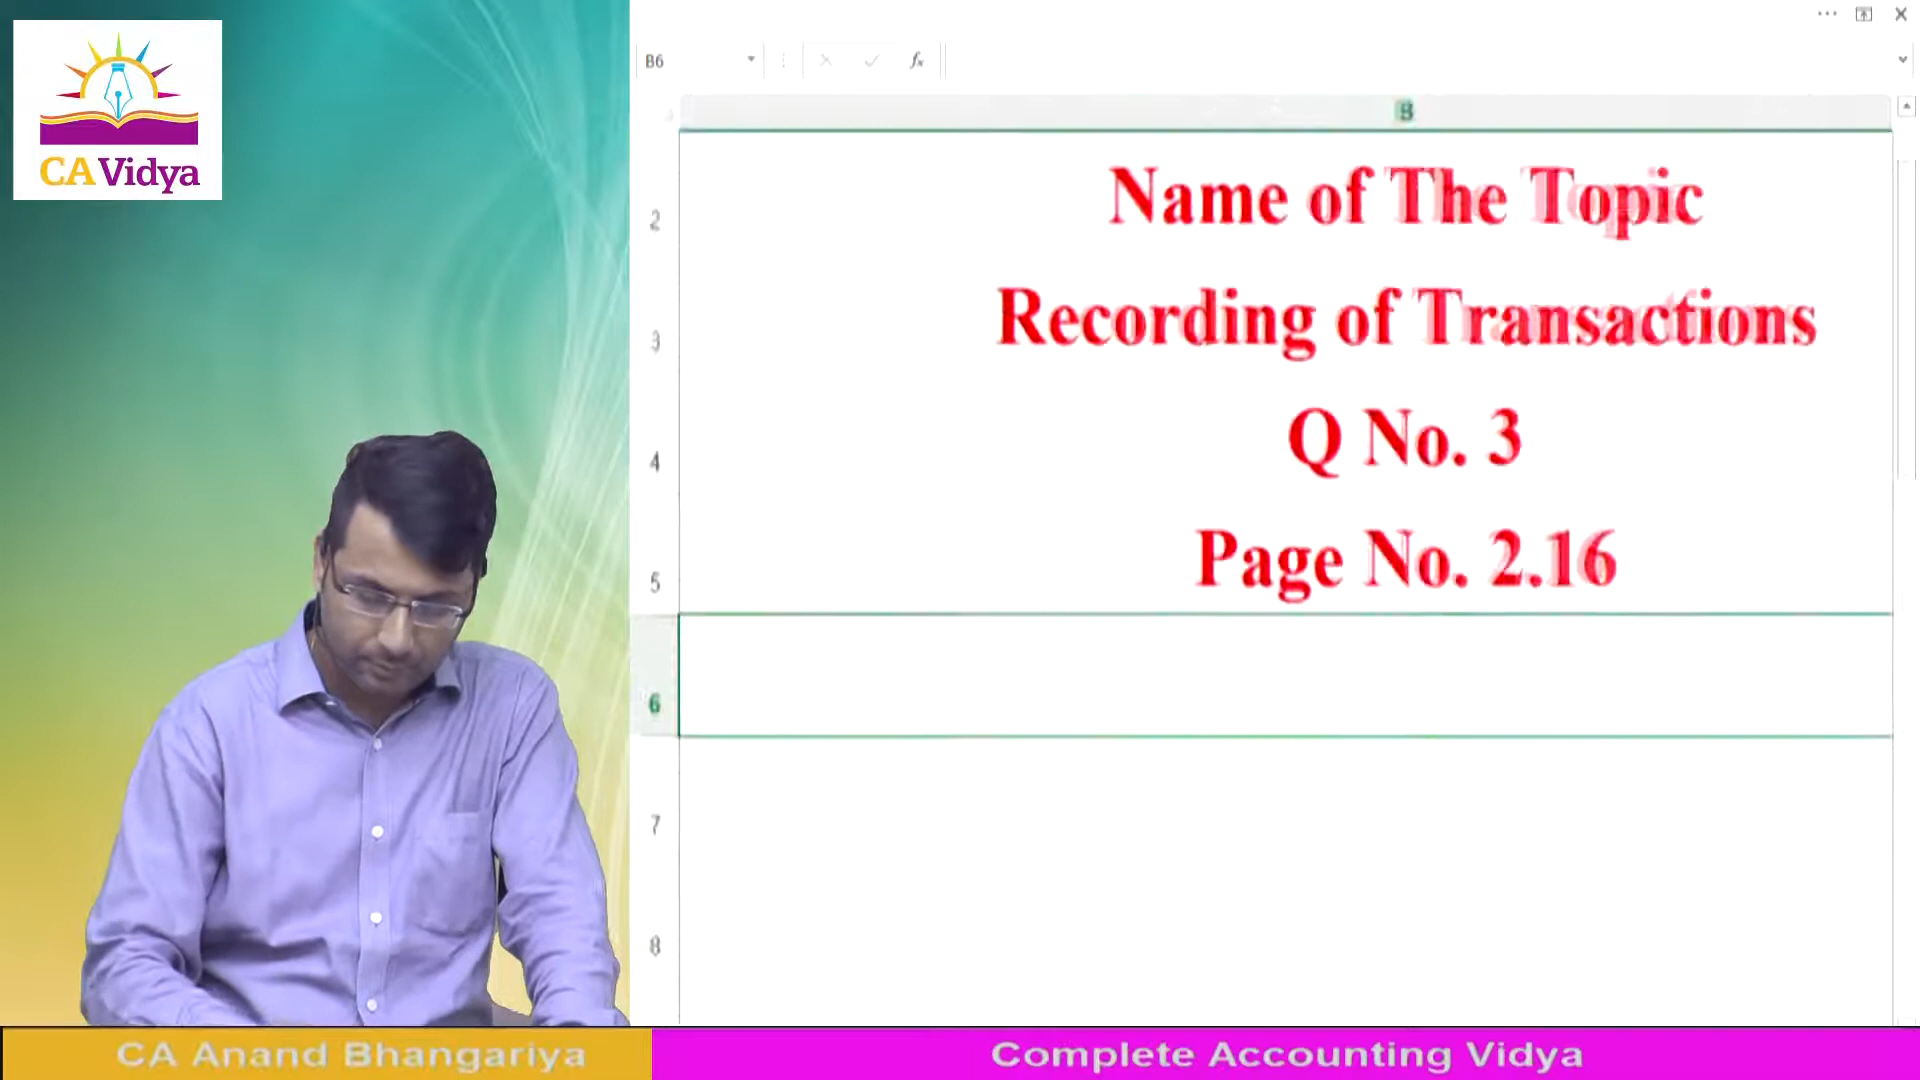 CA Vidya
B6
fx
B
2
Name of The Topic
3
Recording of Transactions
4
Q No. 3
5
Page No. 2.16
6
7
8
CA Anand Bhangariya
Complete Accounting Vidya